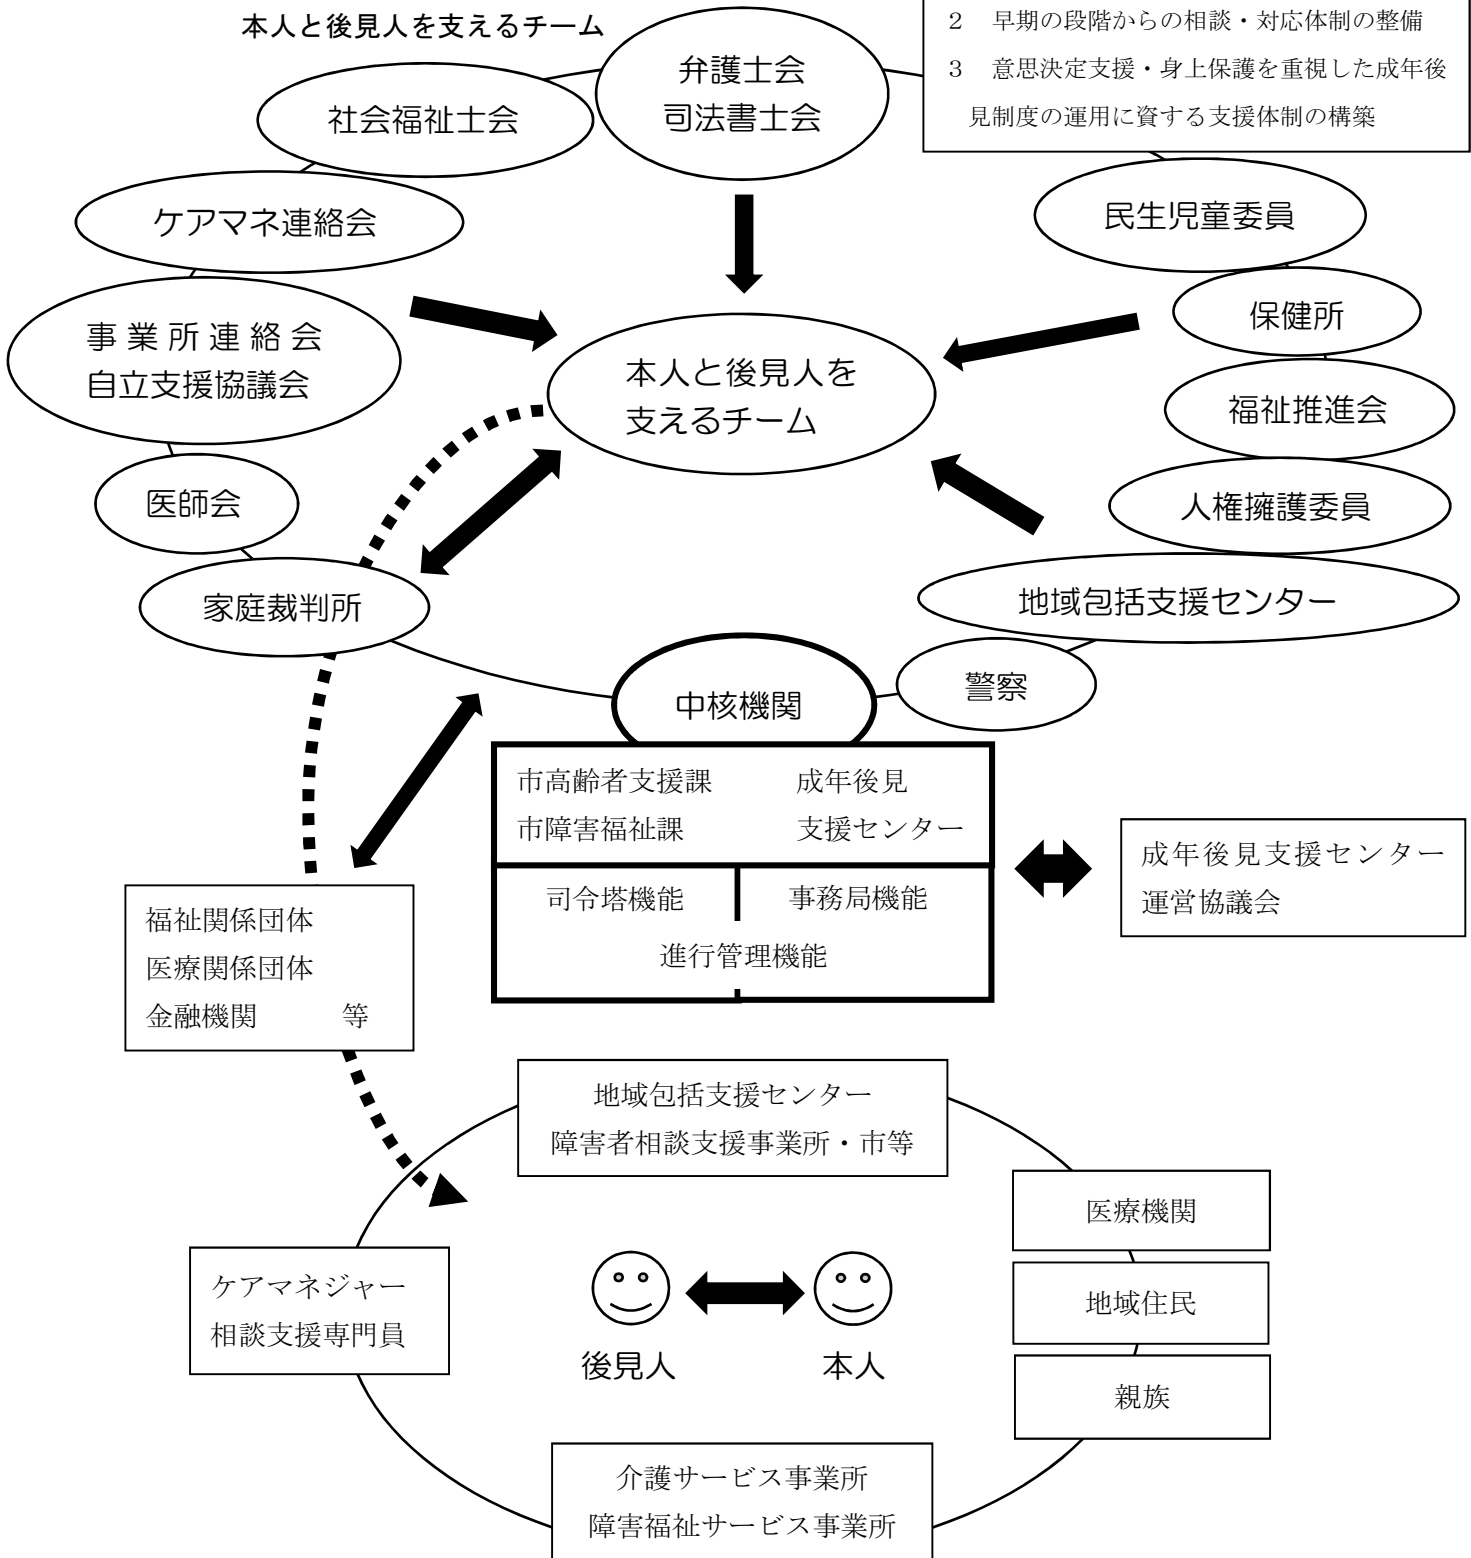 本人と後見人を支えるチーム
2 早期の段階からの相談・対応体制の整備
3 意思決定支援・身上保護を重視した成年後
見制度の運用に資する支援体制の構築
弁護士会
司法書士会
社会福祉士会
ケアマネ連絡会
事業所連絡会
自立支援協議会
医師会
家庭裁判所
民生児童委員
保健所
福祉推進会
人権擁護委員
地域包括支援センター
警察
本人と後見人を
支えるチーム
中核機関
市高齢者支援課 成年後見
市障害福祉課 支援センター
司令塔機能 事務局機能
進行管理機能
成年後見支援センター
運営協議会
福祉関係団体
医療関係団体
金融機関 等
地域包括支援センター
障害者相談支援事業所・市等
医療機関
地域住民
親族
ケアマネジャー
相談支援専門員
後見人 本人
介護サービス事業所
障害福祉サービス事業所